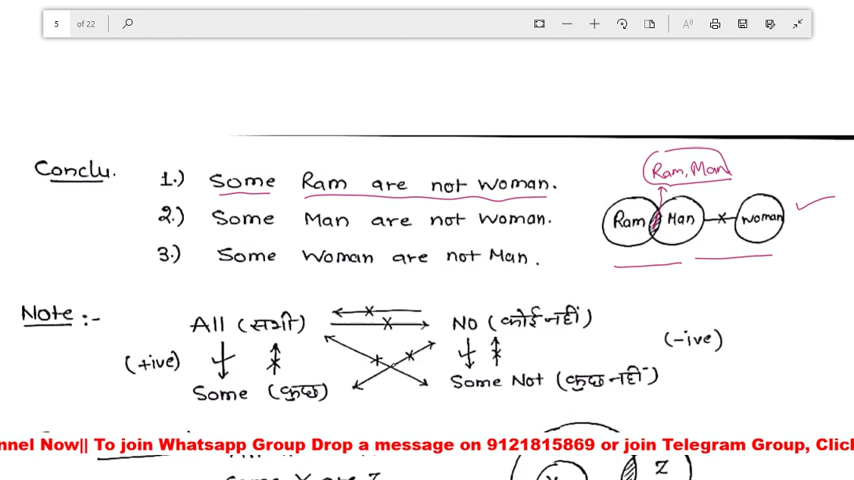 5 of 22
Conclu. 1.) Some Ram are not woman.
2.) Some Man are not woman.
3.) Some Woman are not Man.
Ram, Man
Ram Man woman
Note :-
All (सभी) No (कोई नहीं)
(+ive) (-ive)
Some (कुछ) Some Not (कुछ नहीं)
nnel Now|| To join Whatsapp Group Drop a message on 9121815869 or join Telegram Group, Click
Some Y are Z
Z